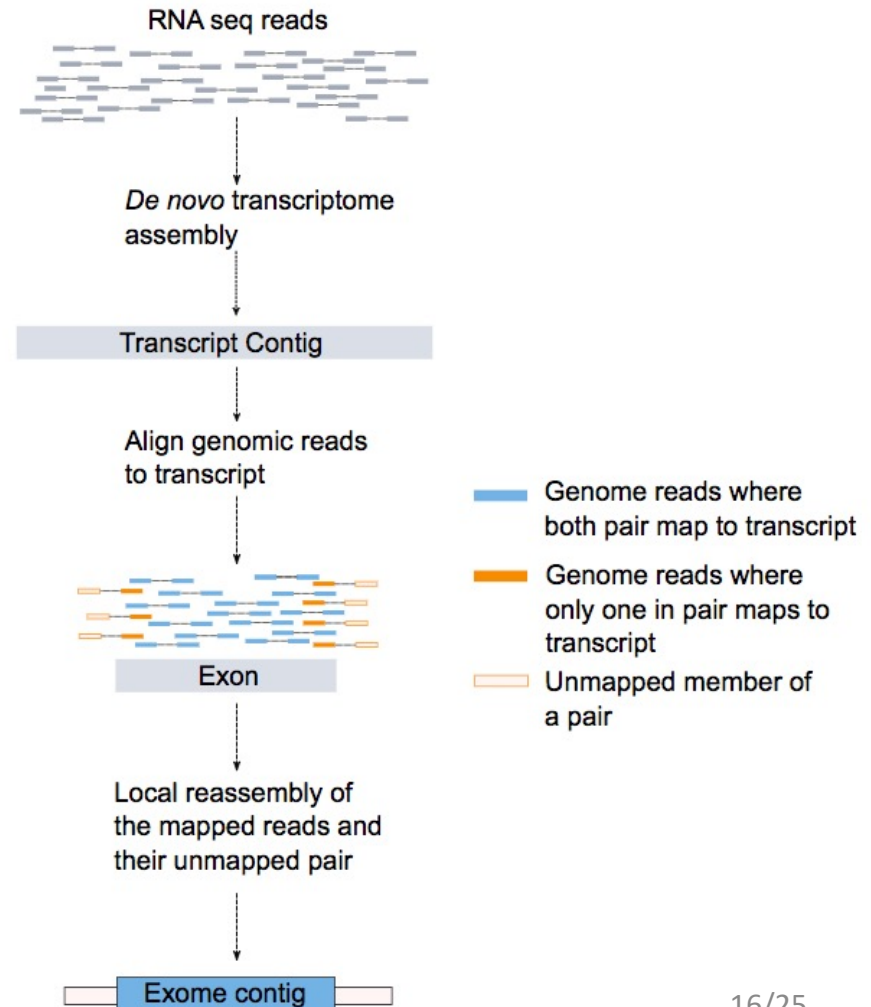 RNA seq reads
De novo transcriptome
assembly
Transcript Contig
Align genomic reads
to transcript
Genome reads where
both pair map to transcript
Genome reads where
only one in pair maps to
transcript
Unmapped member of
a pair
Exon
Local reassembly of
the mapped reads and
their unmapped pair
Exome contig
16/25